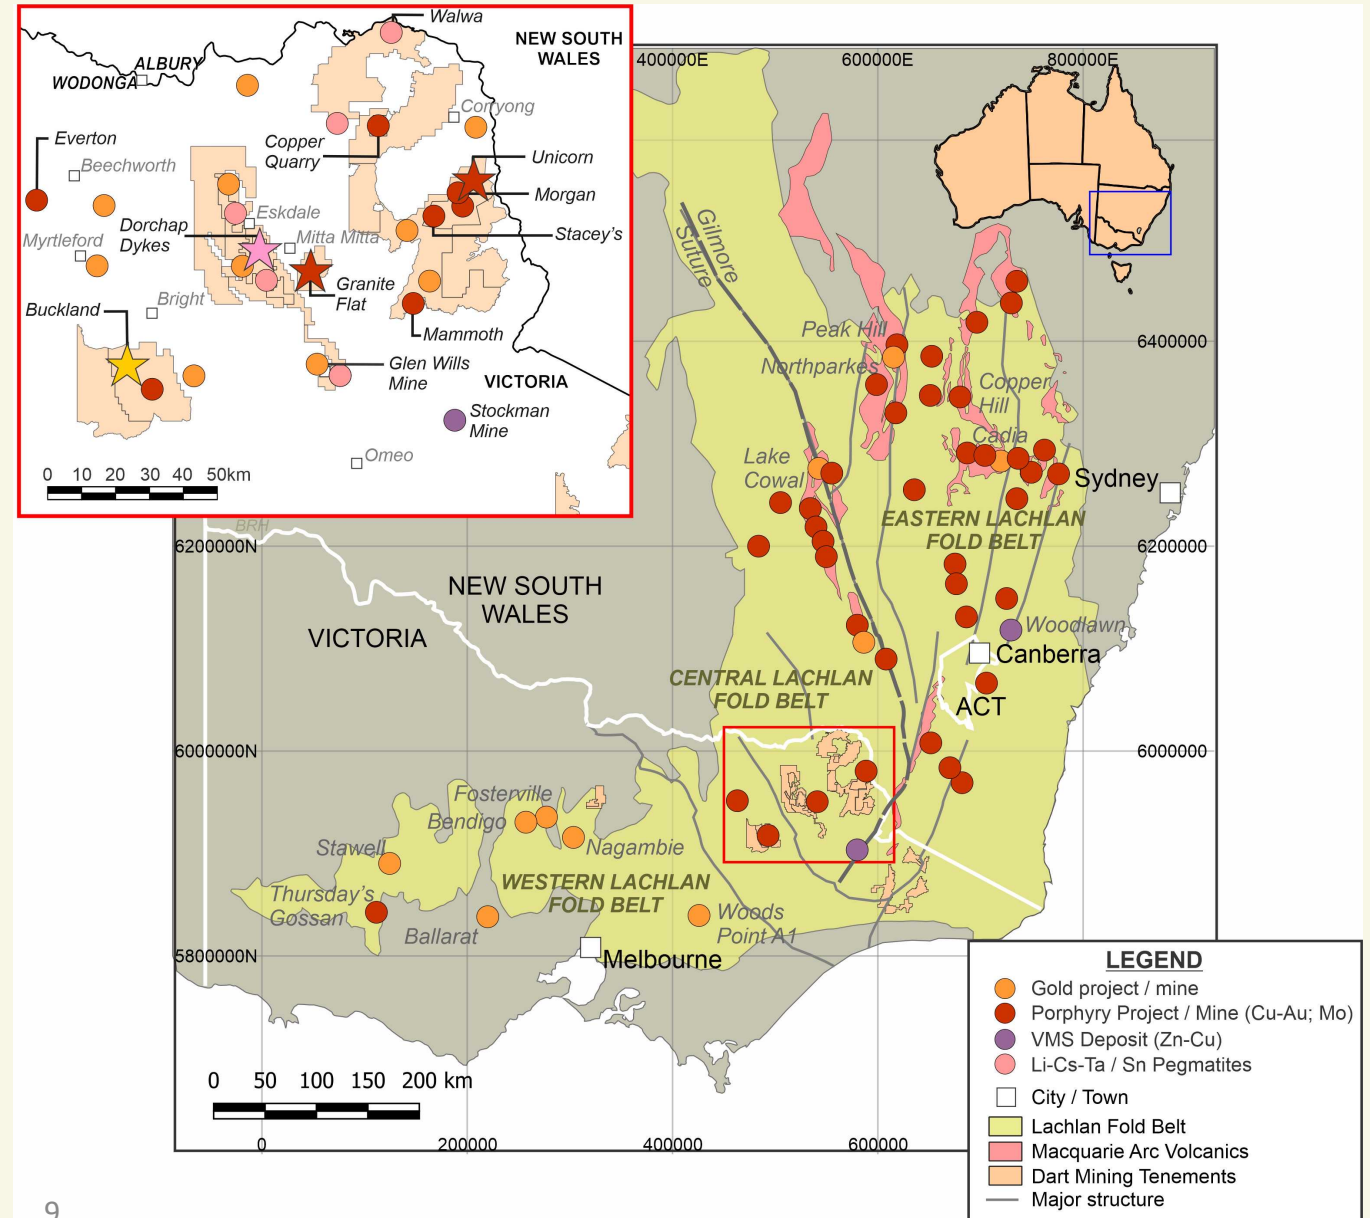 Walwa
NEW SOUTH
WALES
ALBURY
WODONGA
Corryong
Everton
Copper
Quarry
Unicorn
Beechworth
Morgan
Eskdale
Dorchap
Dykes
Mitta Mitta
Stacey's
Myrtleford
Granite
Flat
Bright
Buckland
Mammoth
Glen Wills
Mine
VICTORIA
Stockman
Mine
Omeo
0 10 20 30 40 50km
400000E
600000E
800000E
Gilmore
Suture
Peak Hill
6400000
Northparkes
Copper
Hill
Cadia
Lake
Cowal
Sydney
EASTERN LACHLAN
FOLD BELT
BRH
6200000N
6200000
NEW SOUTH
WALES
VICTORIA
Woodlawn
Canberra
CENTRAL LACHLAN
FOLD BELT
ACT
6000000N
6000000
Fosterville
Bendigo
Stawell
Nagambie
WESTERN LACHLAN
FOLD BELT
Thursday's
Gossan
Woods
Point A1
Ballarat
5800000N
Melbourne
0 50 100 150 200 km
0
200000
400000
600000
LEGEND
Gold project / mine
Porphyry Project / Mine (Cu-Au; Mo)
VMS Deposit (Zn-Cu)
Li-Cs-Ta / Sn Pegmatites
City / Town
Lachlan Fold Belt
Macquarie Arc Volcanics
Dart Mining Tenements
Major structure
9